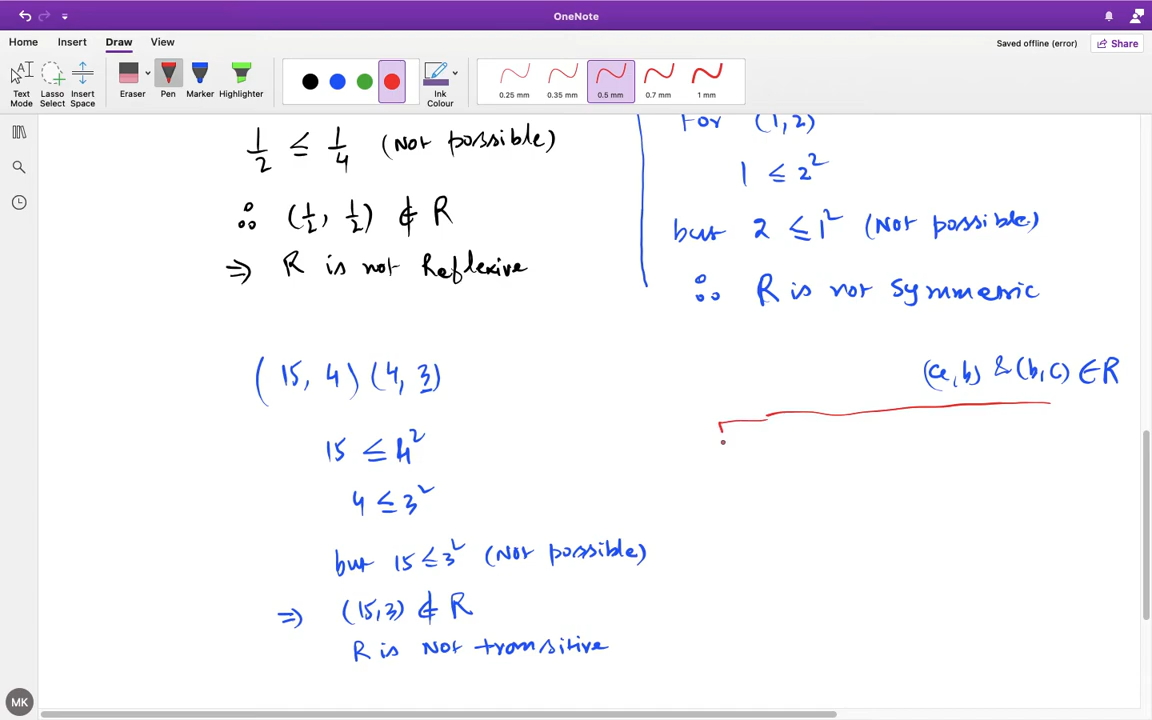 OneNote
Home Insert Draw View
Saved offline (error)
Share
Text Mode
Lasso Select
Insert Space
Eraser
Pen
Marker
Highlighter
Ink Colour
0.25 mm
0.35 mm
0.5 mm
0.7 mm
1 mm
1/2 ≤ 1/4 (Not possible)
∴ (1/2, 1/2) ∉ R
⇒ R is not Reflexive
For (1,2)
1 ≤ 2²
but 2 ≤ 1² (Not possible)
∴ R is not Symmetric
(15, 4) (4, 3)
15 ≤ 4²
4 ≤ 3²
but 15 ≤ 3² (Not possible)
⇒ (15,3) ∉ R
R is Not transitive
(a,b) & (b,c) ∈ R
MK